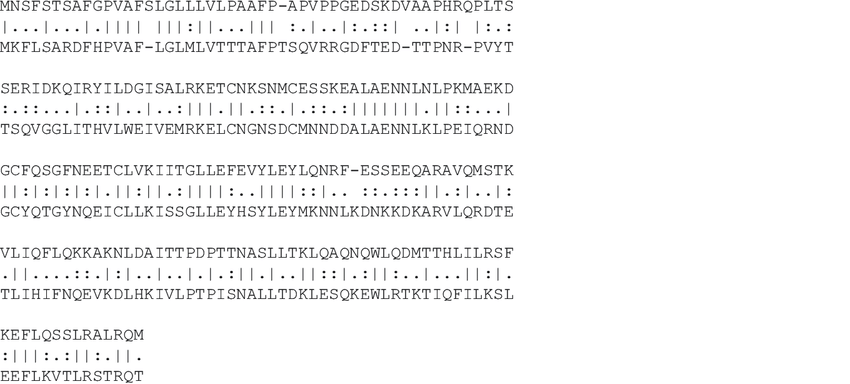 MNSFSTSAFGPVAFSLGLLLVLPAAFP-APVPPGEDSKDVAAPHRQPLTS
|..|...|.||||| |||:||...||| ||....|:...|..|:| |:.:
MKFLSARDFHPVAF-LGLMLVTTTAFPTSQVRRGDFTED-TTPNR-PVYT
SERIDKQIRYILDGISALRKETCNKSNMCESSKEALAENNLNLPKMAEKD
:.::...|.::|..|..:|||.||.:..|.::.:|||||||.||::...|
TSQVGGLITHVLWEIVEMRKELCNGNSDCMNNDDALAENNLKLPEIQRND
GCFQSGFNEETCLVKIITGLLEFEVYLEYLQNRF-ESSEEQARAVQMSTK
||:|:|:|:|.||:||.:||||:..|||||:|.. ::.::.|||..|.|:
GCYQTGYNQEICLLKISSGLLEYHSYLEYMKNNLKDNKKDKARVLQRDTE
VLIQFLQKKAKNLDAITTPDPTTNASLLTKLQAQNQWLQDMTTHLILRSF
.||....::.|:|..|..|.|.:||.||.||::..:||:..|...||:|.
TLIHIFNQEVKDLHKIVLPTPISNALLTDKLESQKEWLRTKTIQFILKSL
KEFLQSSLRALRQM
:|||:..||::.||.
EEFLKVTLRSTRQT